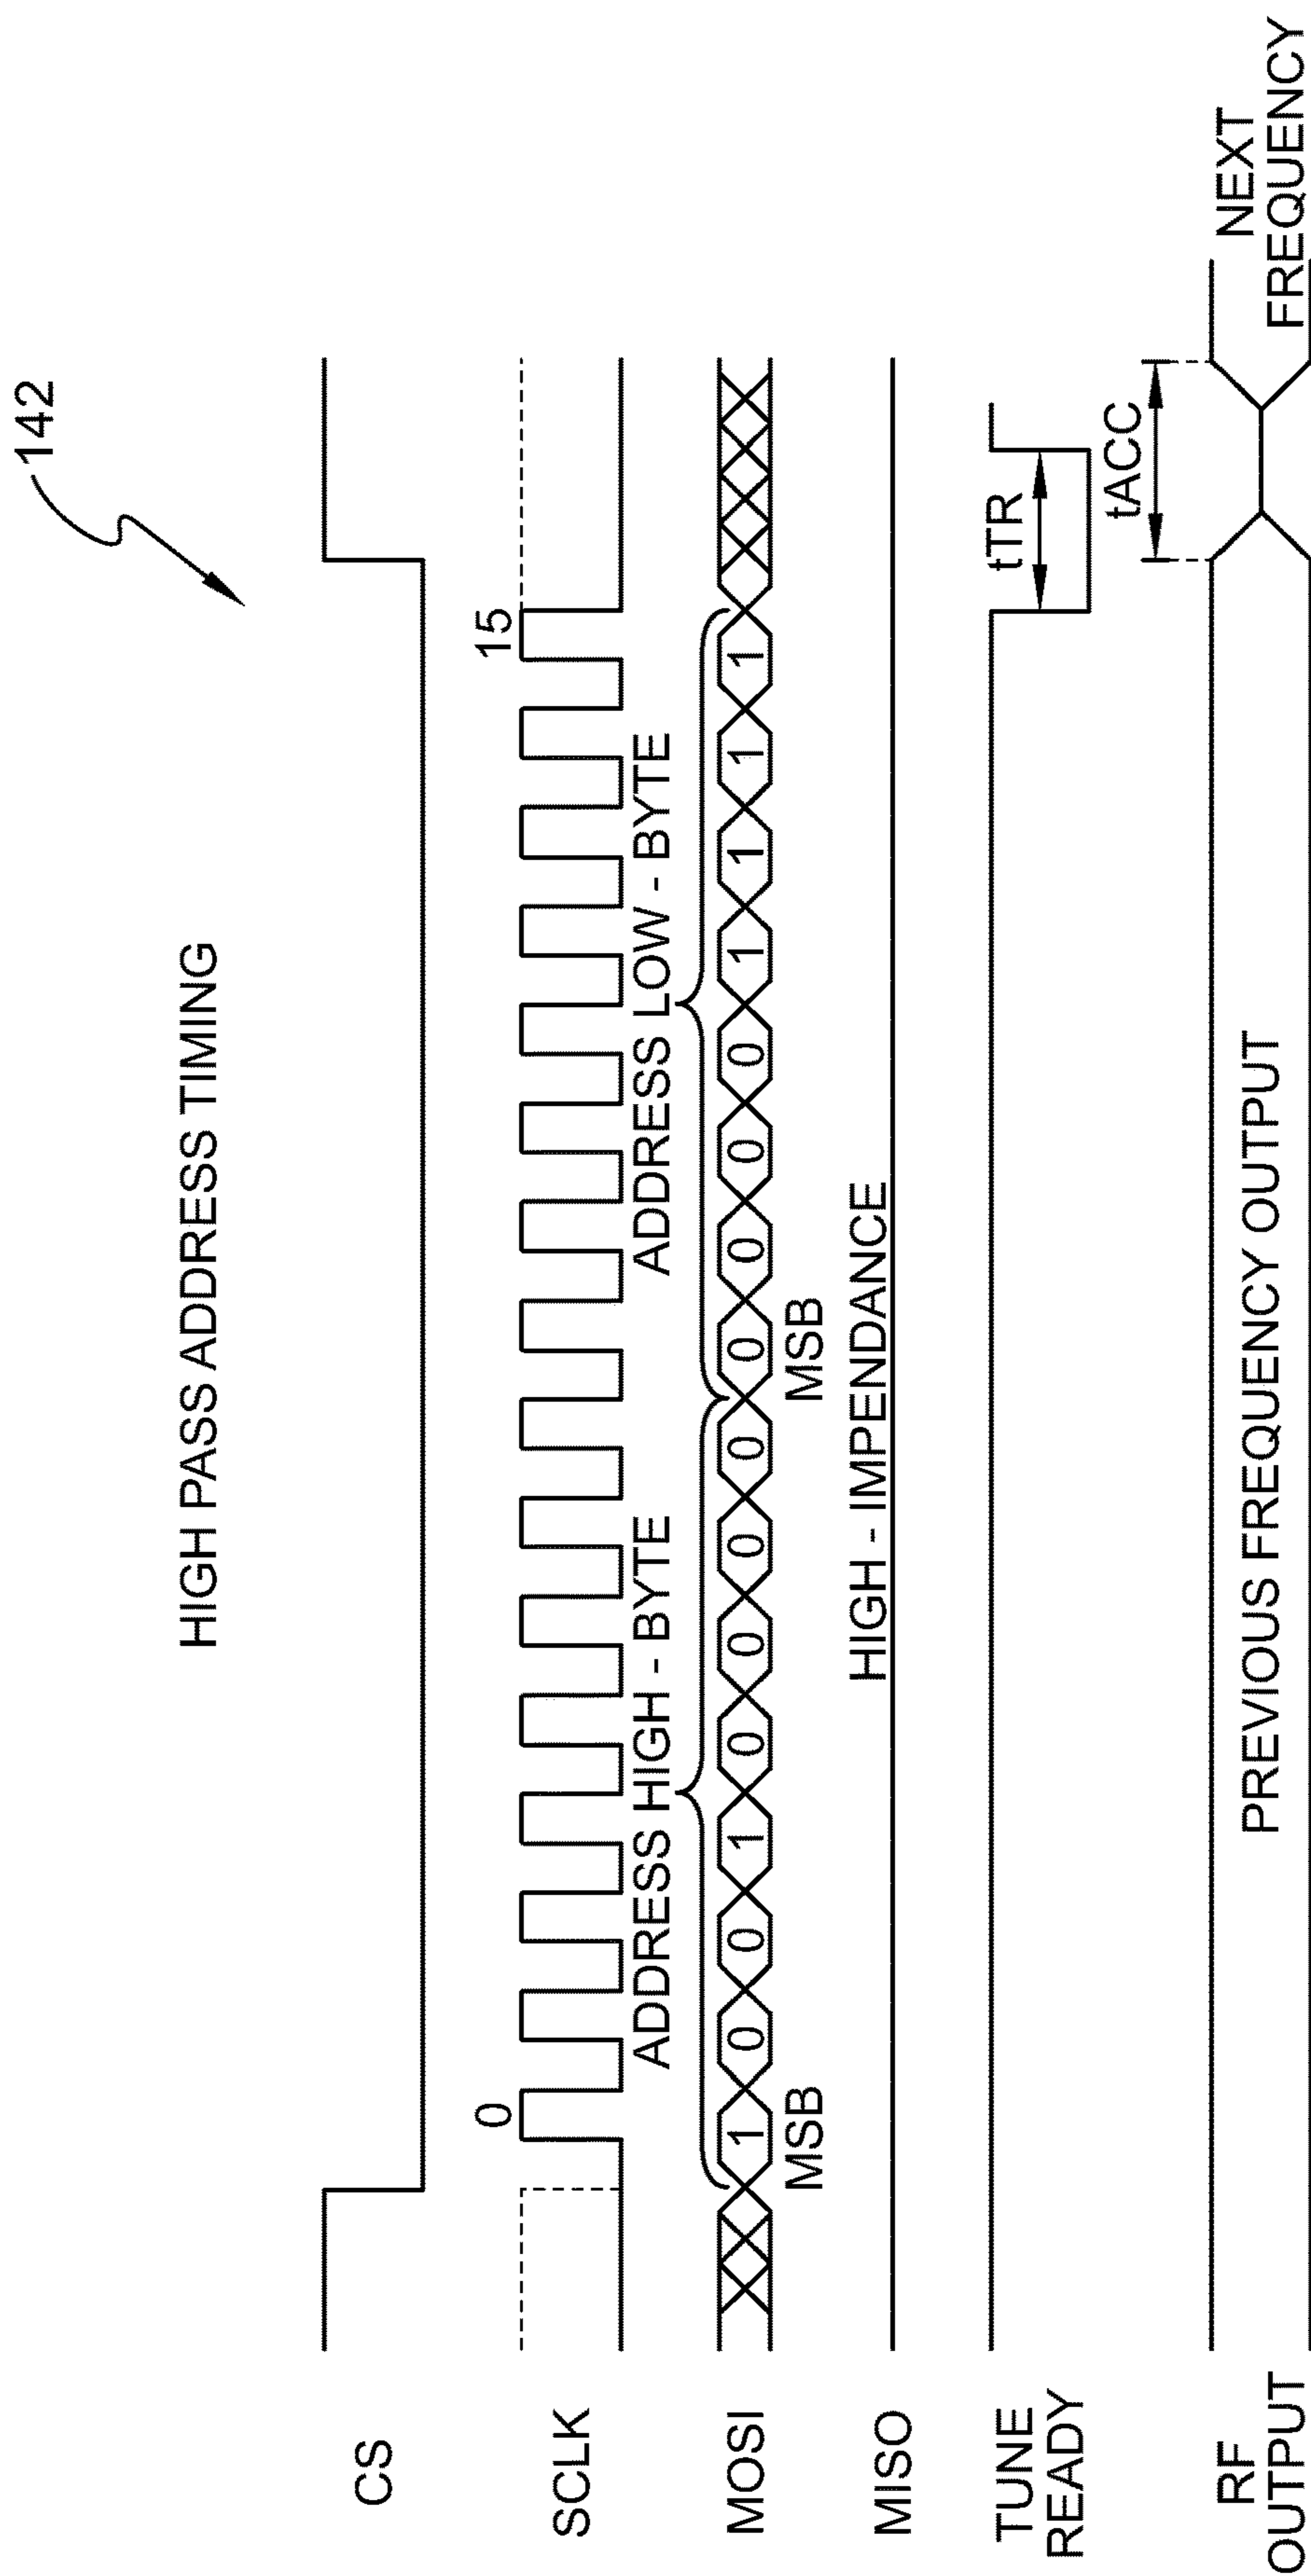 142
HIGH PASS ADDRESS TIMING
CS
SCLK
0
15
ADDRESS HIGH - BYTE
ADDRESS LOW - BYTE
MOSI
1 0 0 1 0 0 0 0 0 0 0 0 1 1 1 1
MSB
MSB
MISO
HIGH - IMPENDANCE
TUNE
READY
tTR
tACC
RF
OUTPUT
PREVIOUS FREQUENCY OUTPUT
NEXT
FREQUENCY